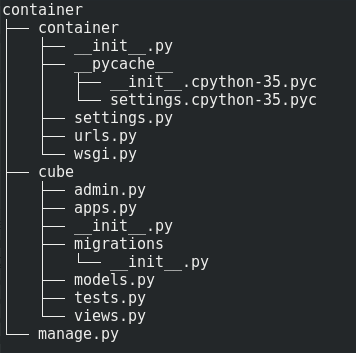 container
├── container
│   ├── __init__.py
│   ├── __pycache__
│   │   ├── __init__.cpython-35.pyc
│   │   └── settings.cpython-35.pyc
│   ├── settings.py
│   ├── urls.py
│   └── wsgi.py
├── cube
│   ├── admin.py
│   ├── apps.py
│   ├── __init__.py
│   ├── migrations
│   │   └── __init__.py
│   ├── models.py
│   ├── tests.py
│   └── views.py
└── manage.py